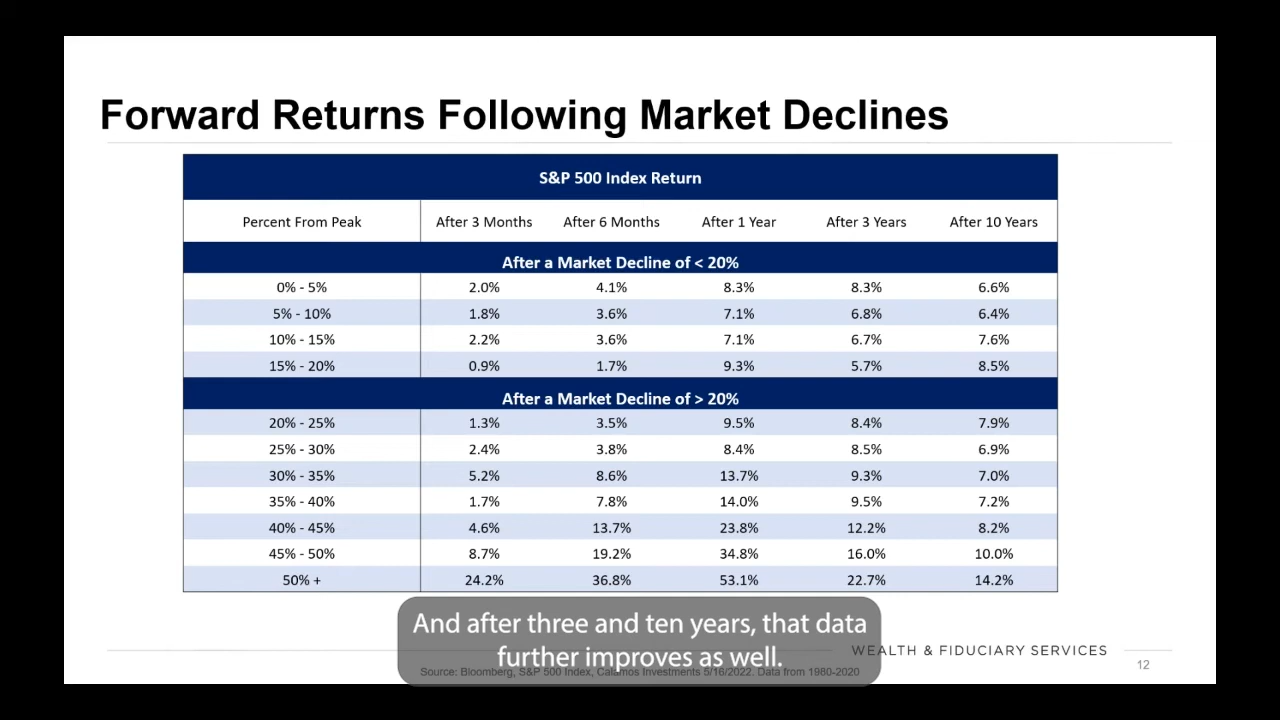 Forward Returns Following Market Declines
S&P 500 Index Return
Percent From Peak After 3 Months After 6 Months After 1 Year After 3 Years After 10 Years
After a Market Decline of < 20%
0% - 5% 2.0% 4.1% 8.3% 8.3% 6.6%
5% - 10% 1.8% 3.6% 7.1% 6.8% 6.4%
10% - 15% 2.2% 3.6% 7.1% 6.7% 7.6%
15% - 20% 0.9% 1.7% 9.3% 5.7% 8.5%
After a Market Decline of > 20%
20% - 25% 1.3% 3.5% 9.5% 8.4% 7.9%
25% - 30% 2.4% 3.8% 8.4% 8.5% 6.9%
30% - 35% 5.2% 8.6% 13.7% 9.3% 7.0%
35% - 40% 1.7% 7.8% 14.0% 9.5% 7.2%
40% - 45% 4.6% 13.7% 23.8% 12.2% 8.2%
45% - 50% 8.7% 19.2% 34.8% 16.0% 10.0%
50% + 24.2% 36.8% 53.1% 22.7% 14.2%
And after three and ten years, that data
further improves as well.
WEALTH & FIDUCIARY SERVICES
12
Source: Bloomberg, S&P 500 Index, Calamos Investments 5/16/2022. Data from 1980-2020